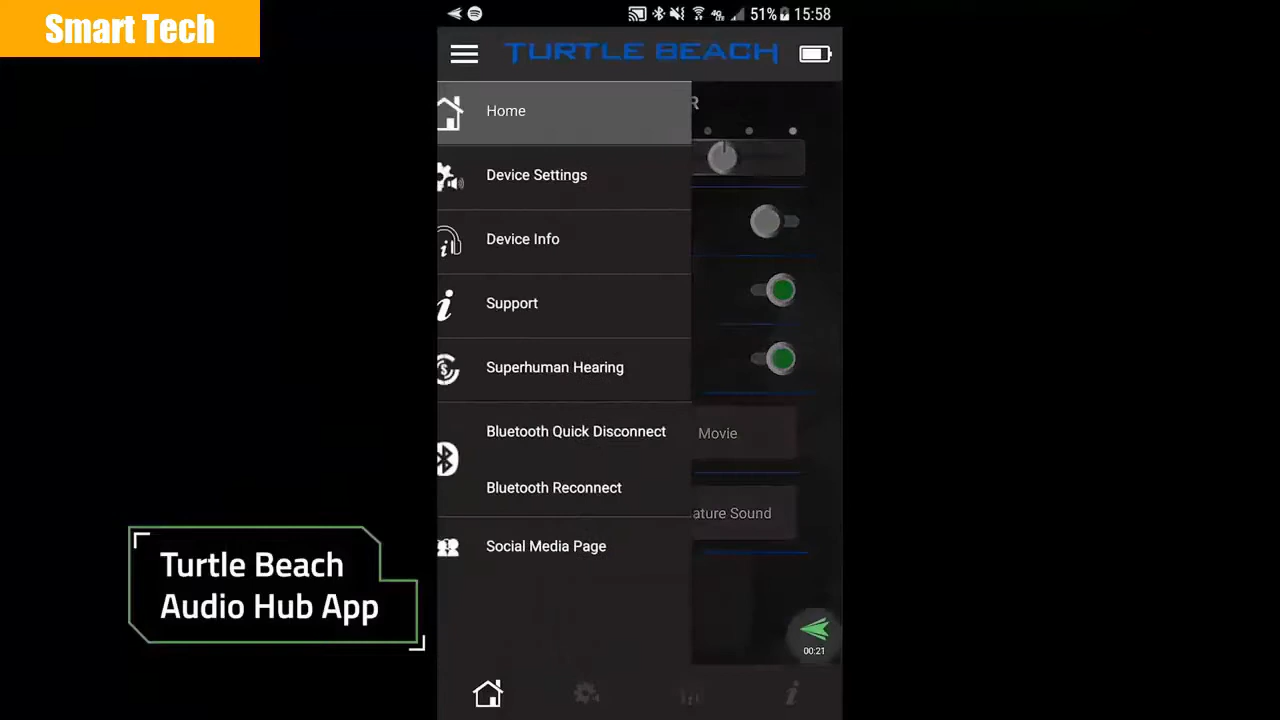 Smart Tech
51% 15:58
TURTLE BEACH
Home
R
Device Settings
Device Info
Support
Superhuman Hearing
Bluetooth Quick Disconnect
Movie
Bluetooth Reconnect
ature Sound
Social Media Page
Turtle Beach
Audio Hub App
00:21